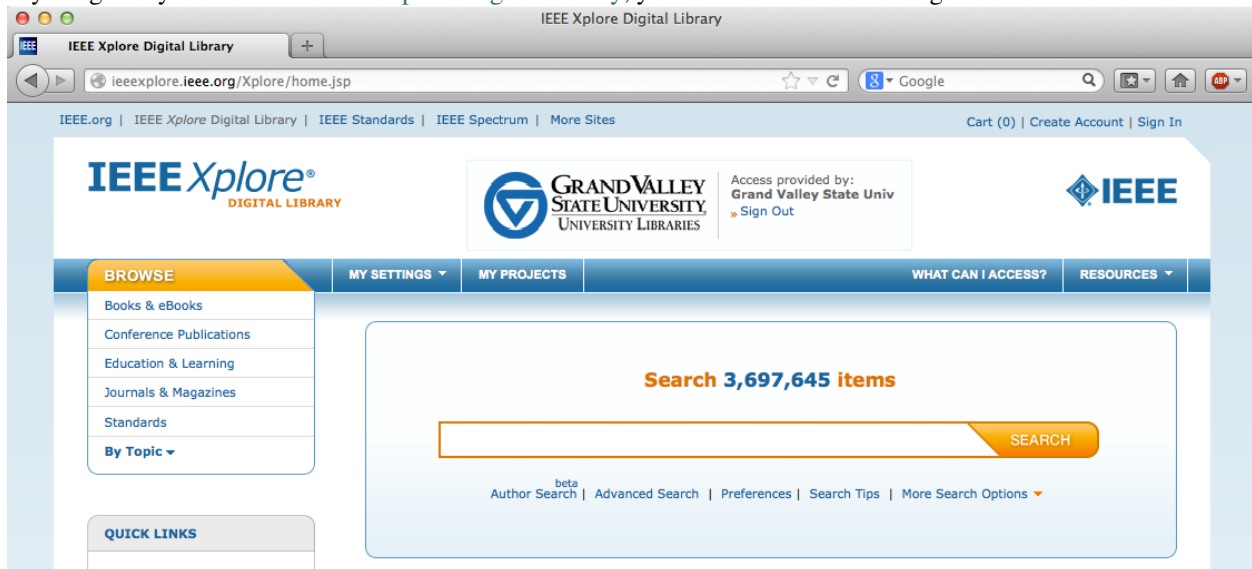 IEEE Xplore Digital Library
IEEE IEEE Xplore Digital Library +
ieeexplore.ieee.org/Xplore/home.jsp Google ABP
IEEE.org | IEEE Xplore Digital Library | IEEE Standards | IEEE Spectrum | More Sites Cart (0) | Create Account | Sign In
IEEE Xplore®
DIGITAL LIBRARY
GRAND VALLEY
STATE UNIVERSITY
UNIVERSITY LIBRARIES
Access provided by:
Grand Valley State Univ
» Sign Out
IEEE
BROWSE MY SETTINGS MY PROJECTS WHAT CAN I ACCESS? RESOURCES
Books & eBooks
Conference Publications
Education & Learning
Journals & Magazines
Standards
By Topic
Search 3,697,645 items
SEARCH
beta
Author Search | Advanced Search | Preferences | Search Tips | More Search Options
QUICK LINKS